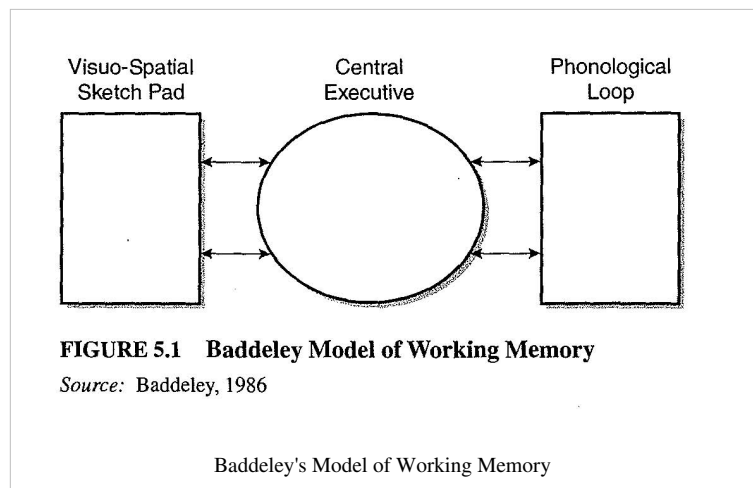 Visuo-Spatial
Sketch Pad
Central
Executive
Phonological
Loop
FIGURE 5.1 Baddeley Model of Working Memory
Source: Baddeley, 1986
Baddeley's Model of Working Memory